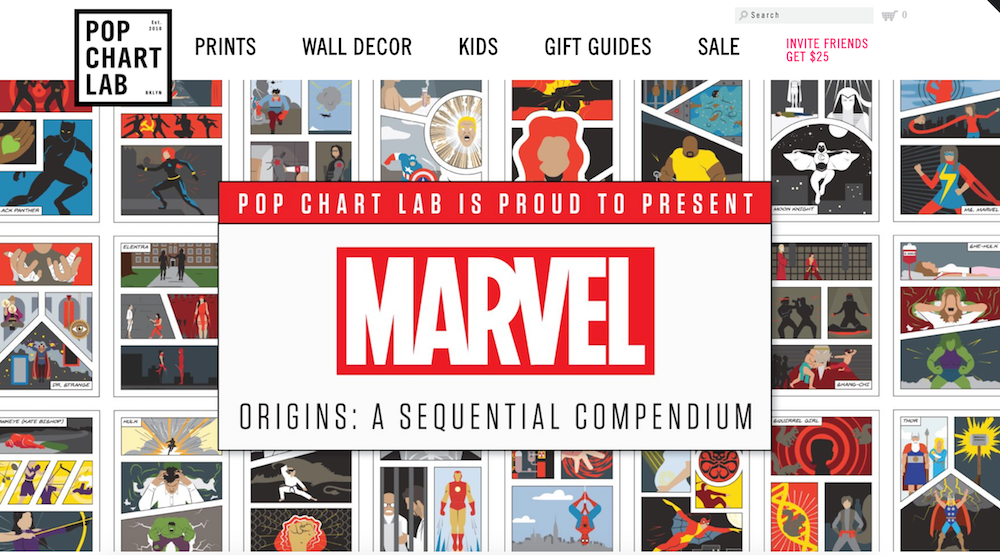 POP
CHART
LAB
Est.
2010
BKLYN
PRINTS
WALL DECOR
KIDS
GIFT GUIDES
SALE
Search
0
INVITE FRIENDS
GET $25
BLACK PANTHER
MOON KNIGHT
MS. MARVEL
POP CHART LAB IS PROUD TO PRESENT
MARVEL
ORIGINS: A SEQUENTIAL COMPENDIUM
ELEKTRA
SHE-HULK
DR. STRANGE
SHANG-CHI
HAWKEYE (KATE BISHOP)
HULK
SQUIRREL GIRL
THOR